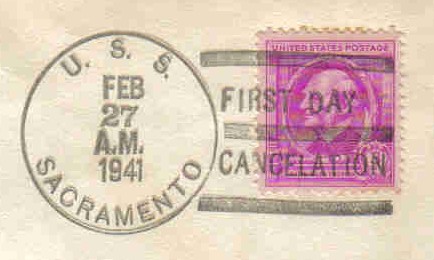 U. S. S.
FEB
27
A.M.
1941
SACRAMENTO
UNITED STATES POSTAGE
FIRST DAY
CANCELATION